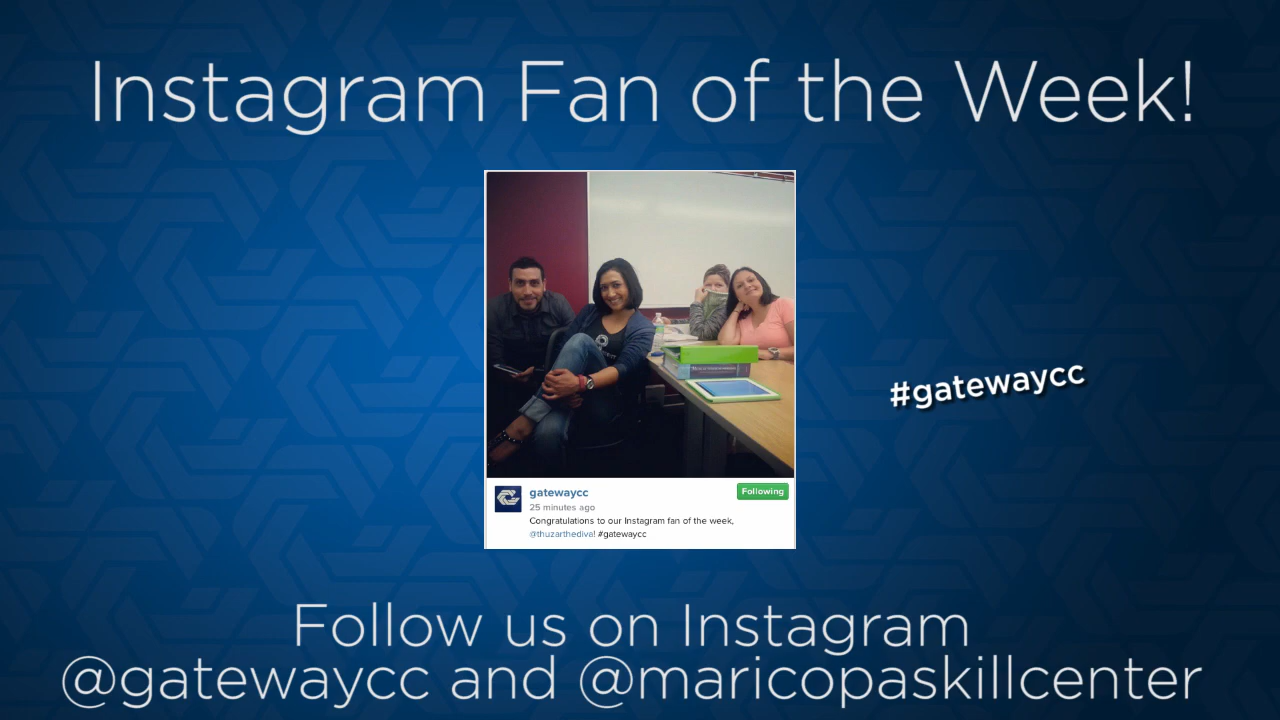 Instagram Fan of the Week!
#gatewaycc
gatewaycc
Following
25 minutes ago
Congratulations to our Instagram fan of the week,
@thuzarthediva! #gatewaycc
Follow us on Instagram
@gatewaycc and @maricopaskillcenter